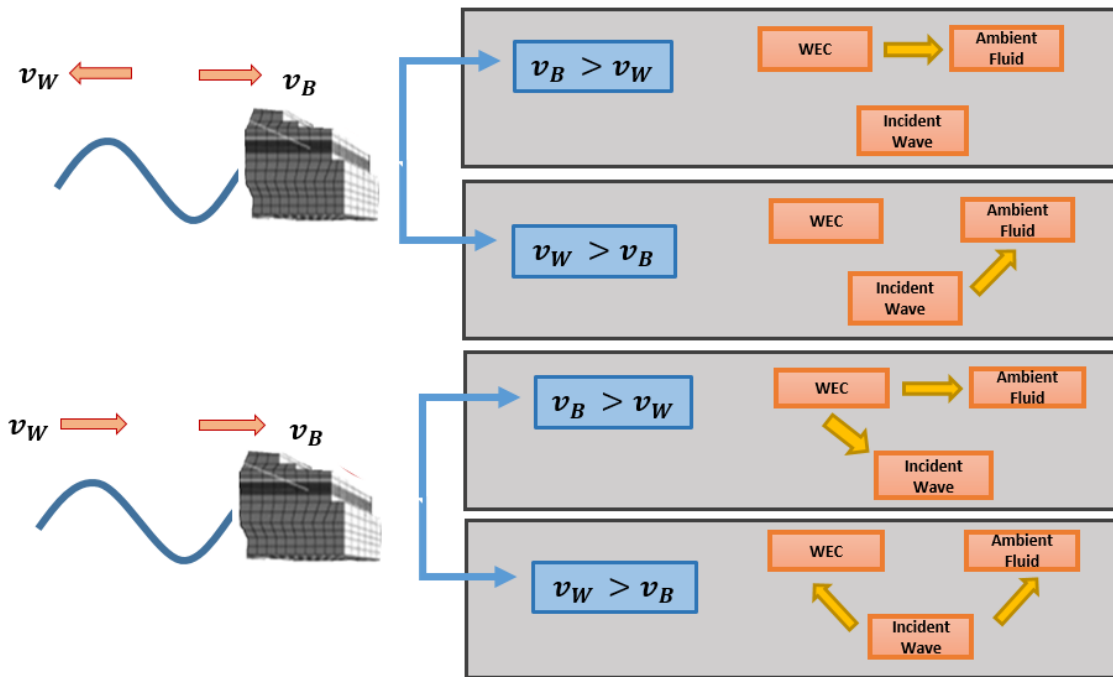 v_W
v_B
v_B > v_W
WEC
Ambient
Fluid
Incident
Wave
v_W > v_B
WEC
Ambient
Fluid
Incident
Wave
v_W
v_B
v_B > v_W
WEC
Ambient
Fluid
Incident
Wave
v_W > v_B
WEC
Ambient
Fluid
Incident
Wave